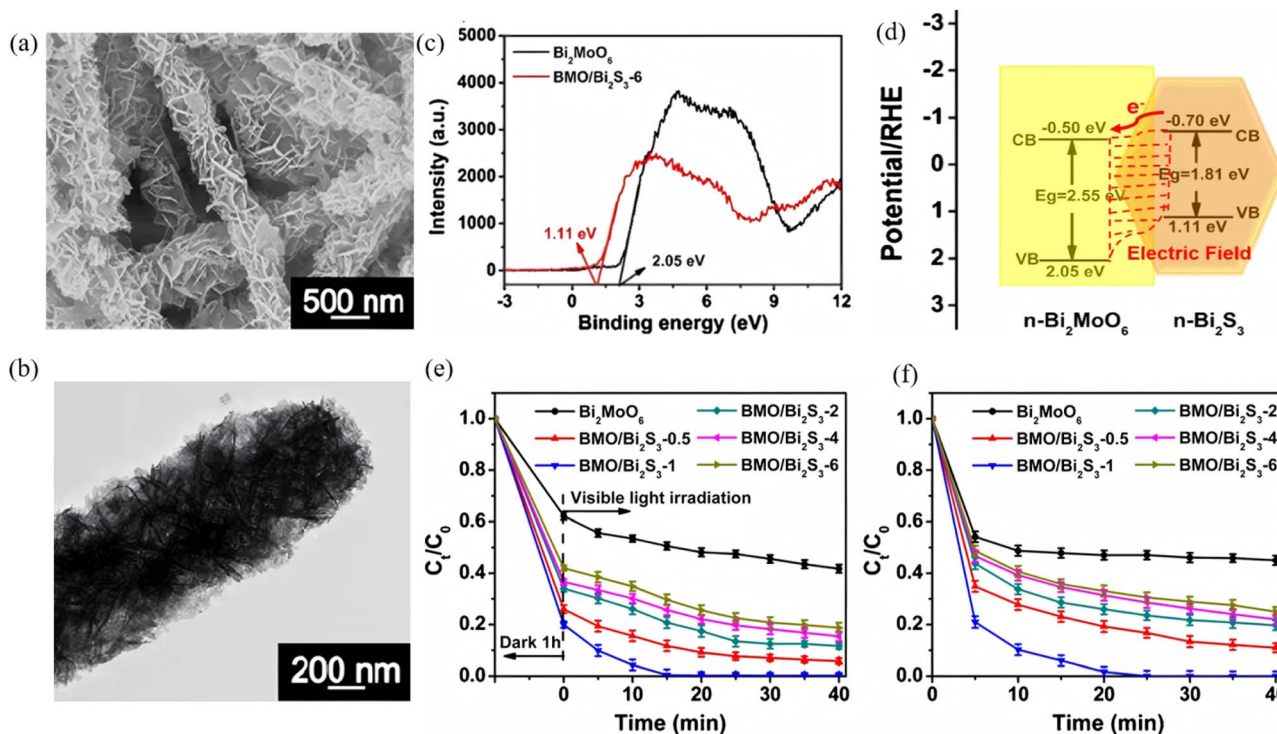 (a)
500 nm
(b)
200 nm
(c)
5000
4000
3000
2000
1000
0
Intensity (a.u.)
Bi₂MoO₆
BMO/Bi₂S₃-6
1.11 eV
2.05 eV
-3 0 3 6 9 12
Binding energy (eV)
(d)
-3
-2
-1
0
1
2
3
Potential/RHE
e⁻
-0.50 eV
-0.70 eV
CB
CB
Eg=2.55 eV
Eg=1.81 eV
VB
1.11 eV
Electric Field
VB
2.05 eV
n-Bi₂MoO₆ n-Bi₂S₃
(e)
1.0
0.8
0.6
0.4
0.2
0.0
Cₜ/C₀
Bi₂MoO₆ BMO/Bi₂S₃-2
BMO/Bi₂S₃-0.5 BMO/Bi₂S₃-4
BMO/Bi₂S₃-1 BMO/Bi₂S₃-6
Visible light irradiation
Dark 1h
0 10 20 30 40
Time (min)
(f)
1.0
0.8
0.6
0.4
0.2
0.0
Cₜ/C₀
Bi₂MoO₆ BMO/Bi₂S₃-2
BMO/Bi₂S₃-0.5 BMO/Bi₂S₃-4
BMO/Bi₂S₃-1 BMO/Bi₂S₃-6
0 10 20 30 40
Time (min)